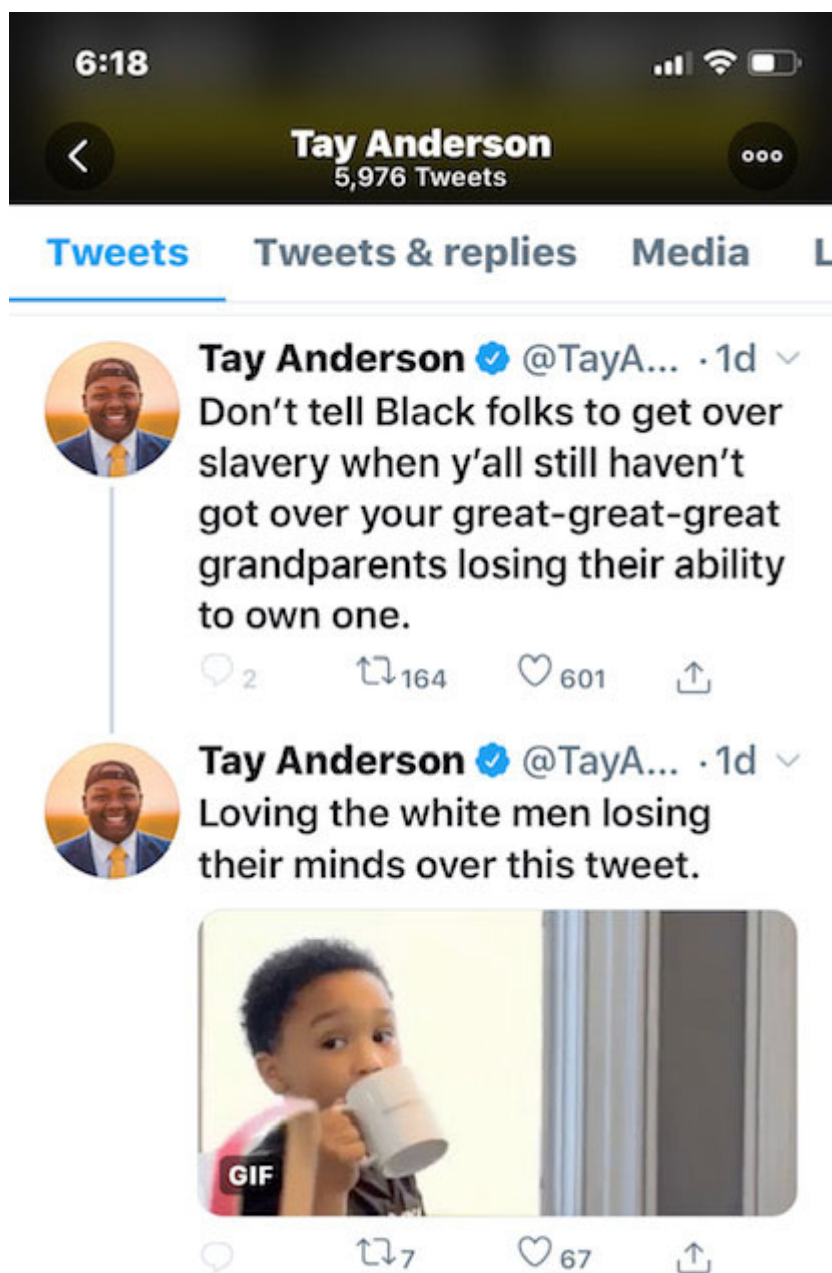 6:18
Tay Anderson
5,976 Tweets
Tweets Tweets & replies Media L
Tay Anderson @TayA... · 1d
Don’t tell Black folks to get over
slavery when y’all still haven’t
got over your great-great-great
grandparents losing their ability
to own one.
2 164 601
Tay Anderson @TayA... · 1d
Loving the white men losing
their minds over this tweet.
GIF
7 67